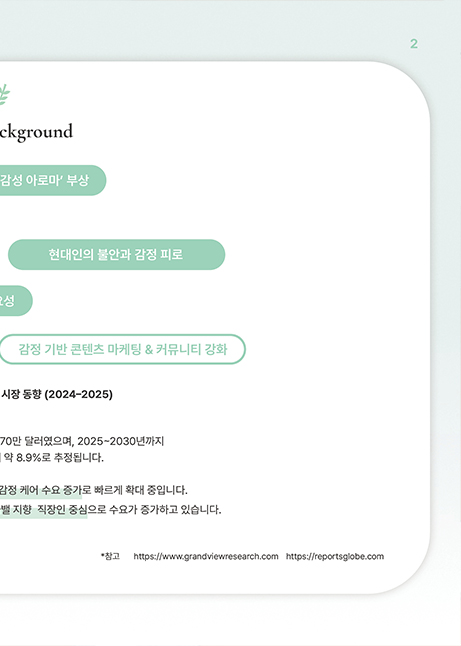 2
ckground
감성 아로마' 부상
현대인의 불안과 감정 피로
요성
감정 기반 콘텐츠 마케팅 & 커뮤니티 강화
시장 동향 (2024–2025)
70만 달러였으며, 2025~2030년까지
약 8.9%로 추정됩니다.
감정 케어 수요 증가로 빠르게 확대 중입니다.
밸 지향 직장인 중심으로 수요가 증가하고 있습니다.
*참고 https://www.grandviewresearch.com https://reportsglobe.com